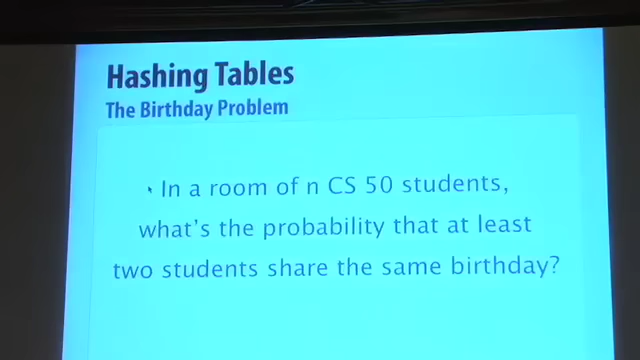 Hashing Tables
The Birthday Problem
In a room of n CS 50 students,
what's the probability that at least
two students share the same birthday?